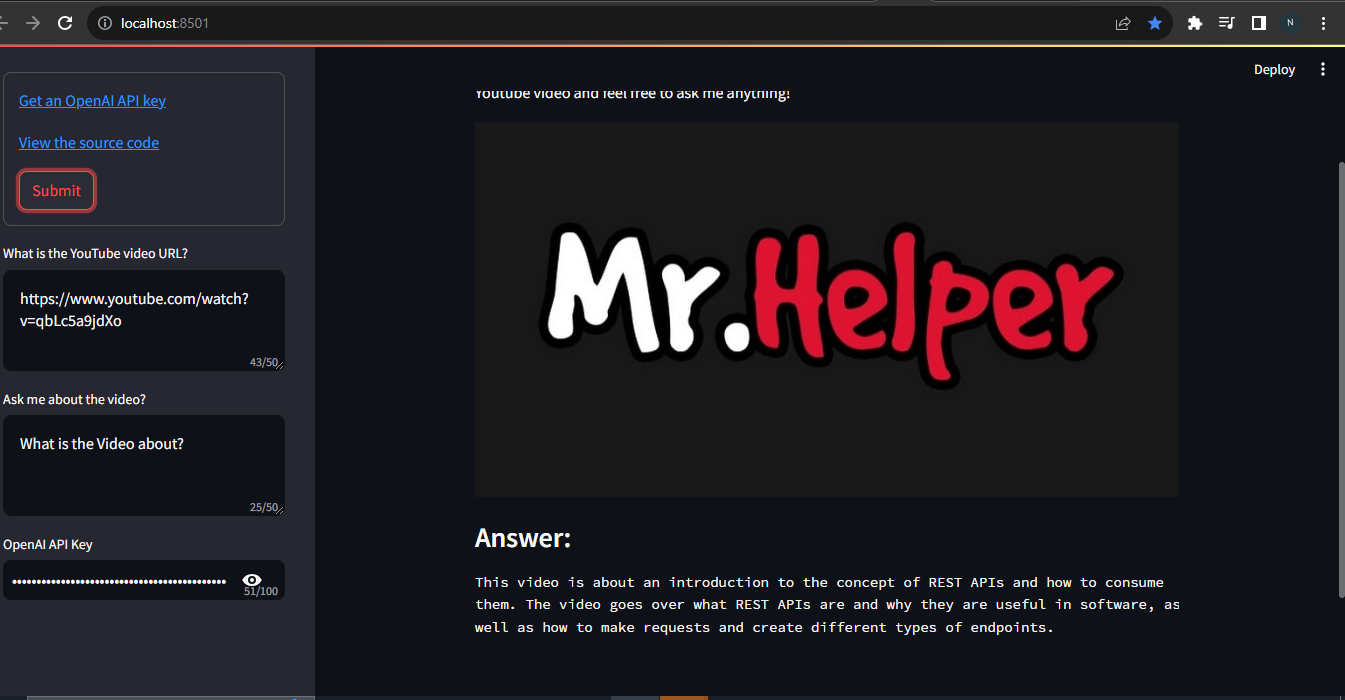 localhost:8501
N
Deploy
Get an OpenAI API key
View the source code
Submit
What is the YouTube video URL?
https://www.youtube.com/watch?
v=qbLc5a9jdXo
43/50
Ask me about the video?
What is the Video about?
25/50
OpenAI API Key
51/100
Youtube video and feel free to ask me anything!
Mr.Helper
Answer:
This video is about an introduction to the concept of REST APIs and how to consume
them. The video goes over what REST APIs are and why they are useful in software, as
well as how to make requests and create different types of endpoints.